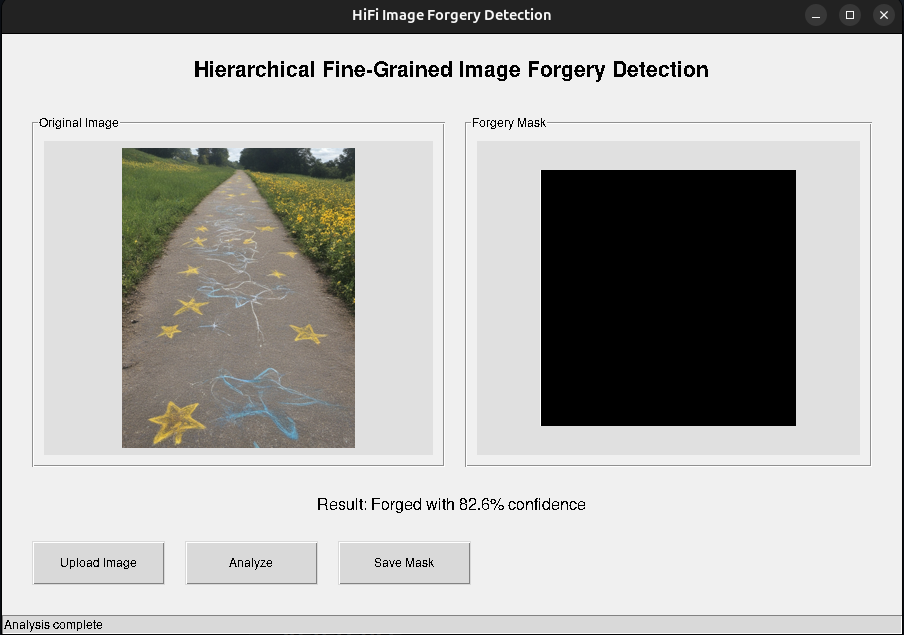 HiFi Image Forgery Detection
Hierarchical Fine-Grained Image Forgery Detection
Original Image
Forgery Mask
Result: Forged with 82.6% confidence
Upload Image
Analyze
Save Mask
Analysis complete